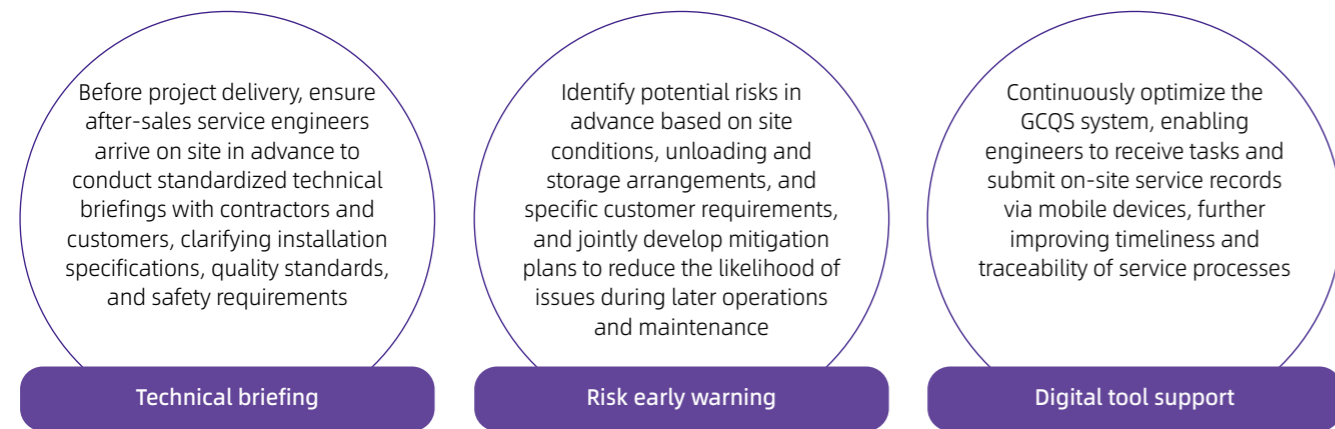 Before project delivery, ensure
after-sales service engineers
arrive on site in advance to
conduct standardized technical
briefings with contractors and
customers, clarifying installation
specifications, quality standards,
and safety requirements
Technical briefing
Identify potential risks in
advance based on site
conditions, unloading and
storage arrangements, and
specific customer requirements,
and jointly develop mitigation
plans to reduce the likelihood of
issues during later operations
and maintenance
Risk early warning
Continuously optimize the
GCQS system, enabling
engineers to receive tasks and
submit on-site service records
via mobile devices, further
improving timeliness and
traceability of service processes
Digital tool support